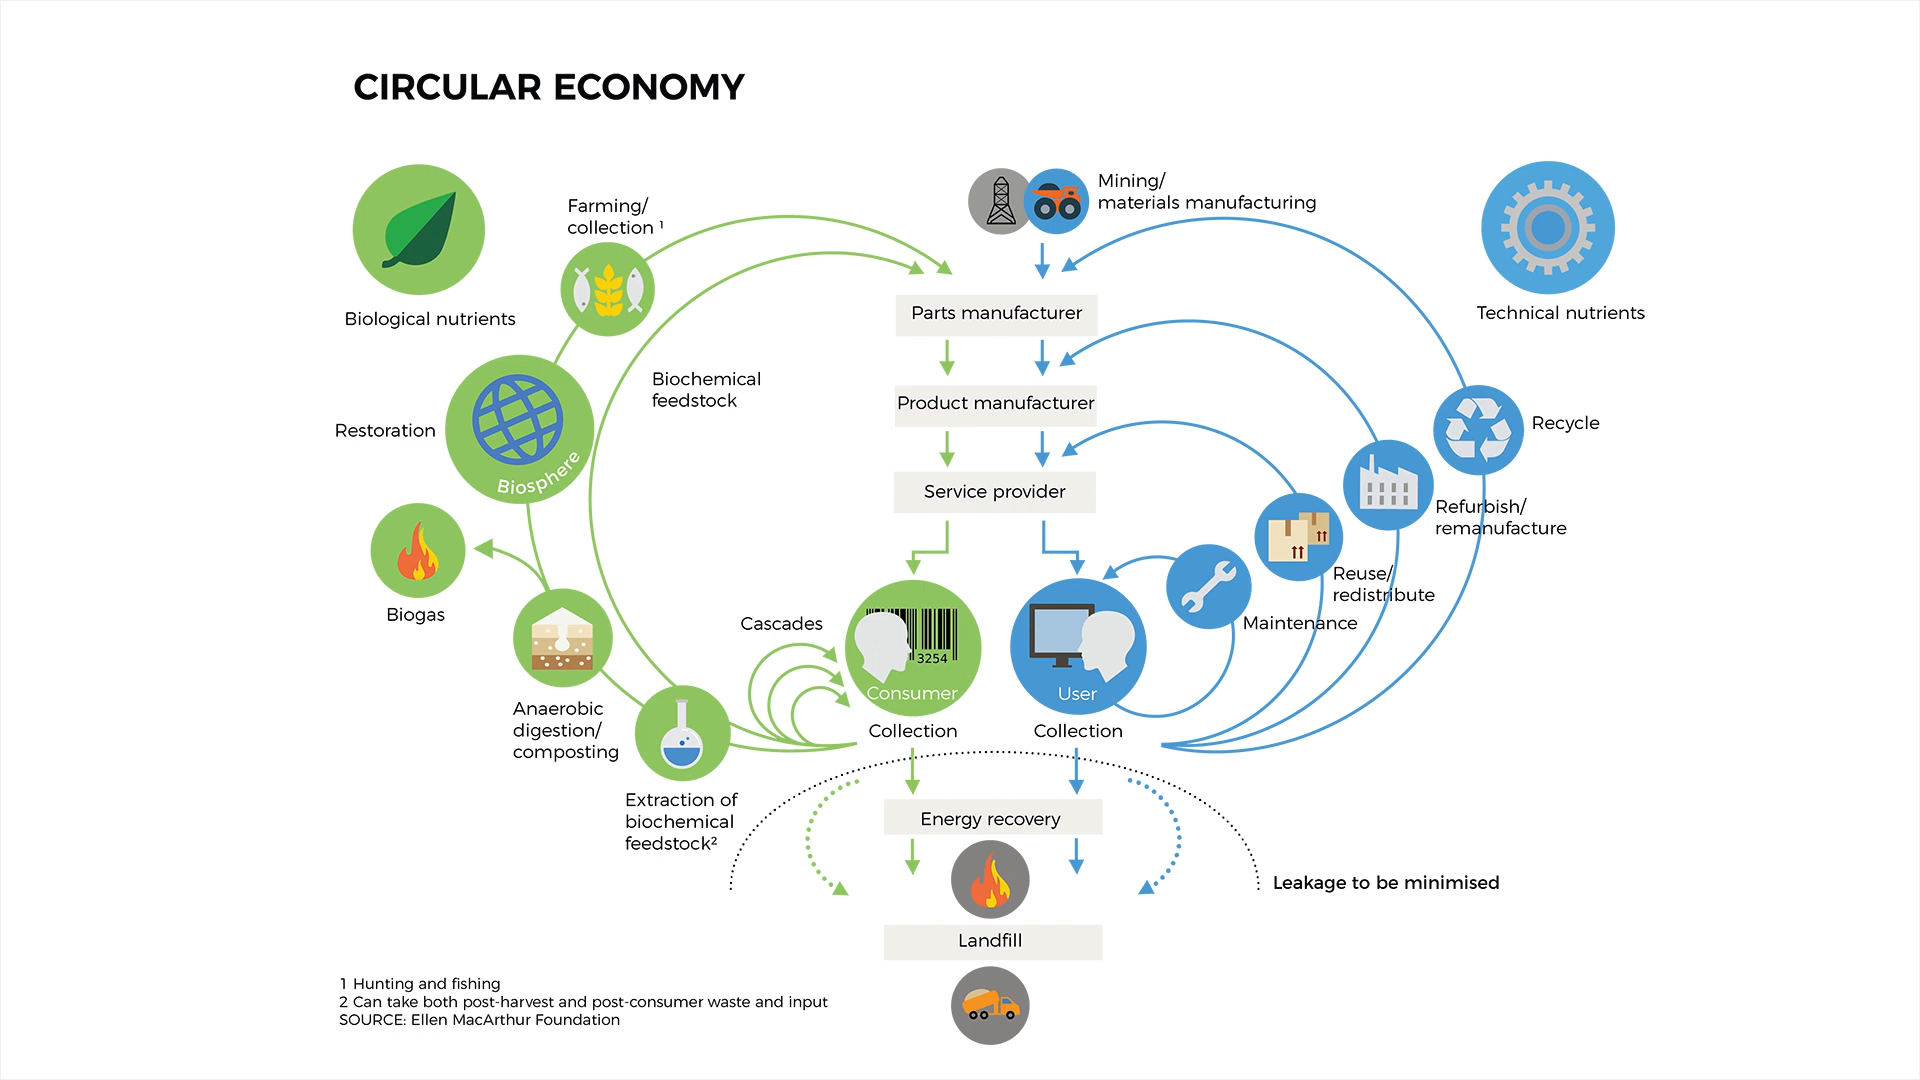 CIRCULAR ECONOMY
Biological nutrients
Farming/
collection ¹
Mining/
materials manufacturing
Technical nutrients
Parts manufacturer
Biochemical
feedstock
Product manufacturer
Restoration
Biosphere
Recycle
Service provider
Refurbish/
remanufacture
Biogas
Reuse/
redistribute
Cascades
Maintenance
3254
Consumer
User
Collection
Collection
Anaerobic
digestion/
composting
Extraction of
biochemical
feedstock²
Energy recovery
Leakage to be minimised
Landfill
1 Hunting and fishing
2 Can take both post-harvest and post-consumer waste and input
SOURCE: Ellen MacArthur Foundation